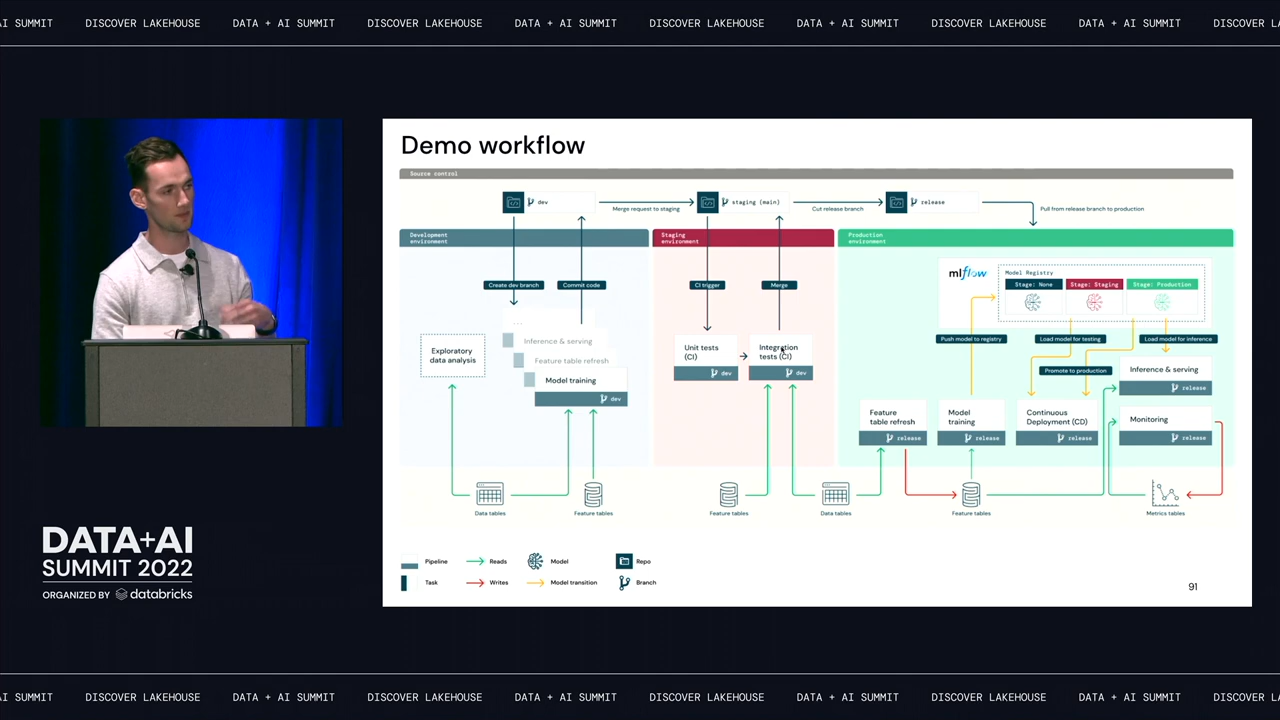 AI SUMMIT DISCOVER LAKEHOUSE DATA + AI SUMMIT DISCOVER LAKEHOUSE DATA + AI SUMMIT DISCOVER LAKEHOUSE DATA + AI SUMMIT DISCOVER LAKEHOUSE DATA + AI SUMMIT DISCOVER L
Demo workflow
Source control
dev
Merge request to staging
staging (main)
Cut release branch
release
Pull from release branch to production
Development
environment
Staging
environment
Production
environment
mlflow
Model Registry
Stage: None
Stage: Staging
Stage: Production
Create dev branch
Commit code
CI trigger
Merge
...
Inference & serving
Feature table refresh
Model training
dev
Exploratory
data analysis
Unit tests
(CI)
dev
Integration
tests (CI)
dev
Push model to registry
Load model for testing
Load model for inference
Promote to production
Inference & serving
release
Feature
table refresh
release
Model
training
release
Continuous
Deployment (CD)
release
Monitoring
release
Data tables
Feature tables
Feature tables
Data tables
Feature tables
Metrics tables
Pipeline
Reads
Model
Repo
Task
Writes
Model transition
Branch
91
DATA+AI
SUMMIT 2022
ORGANIZED BY databricks
AI SUMMIT DISCOVER LAKEHOUSE DATA + AI SUMMIT DISCOVER LAKEHOUSE DATA + AI SUMMIT DISCOVER LAKEHOUSE DATA + AI SUMMIT DISCOVER LAKEHOUSE DATA + AI SUMMIT DISCOVER L